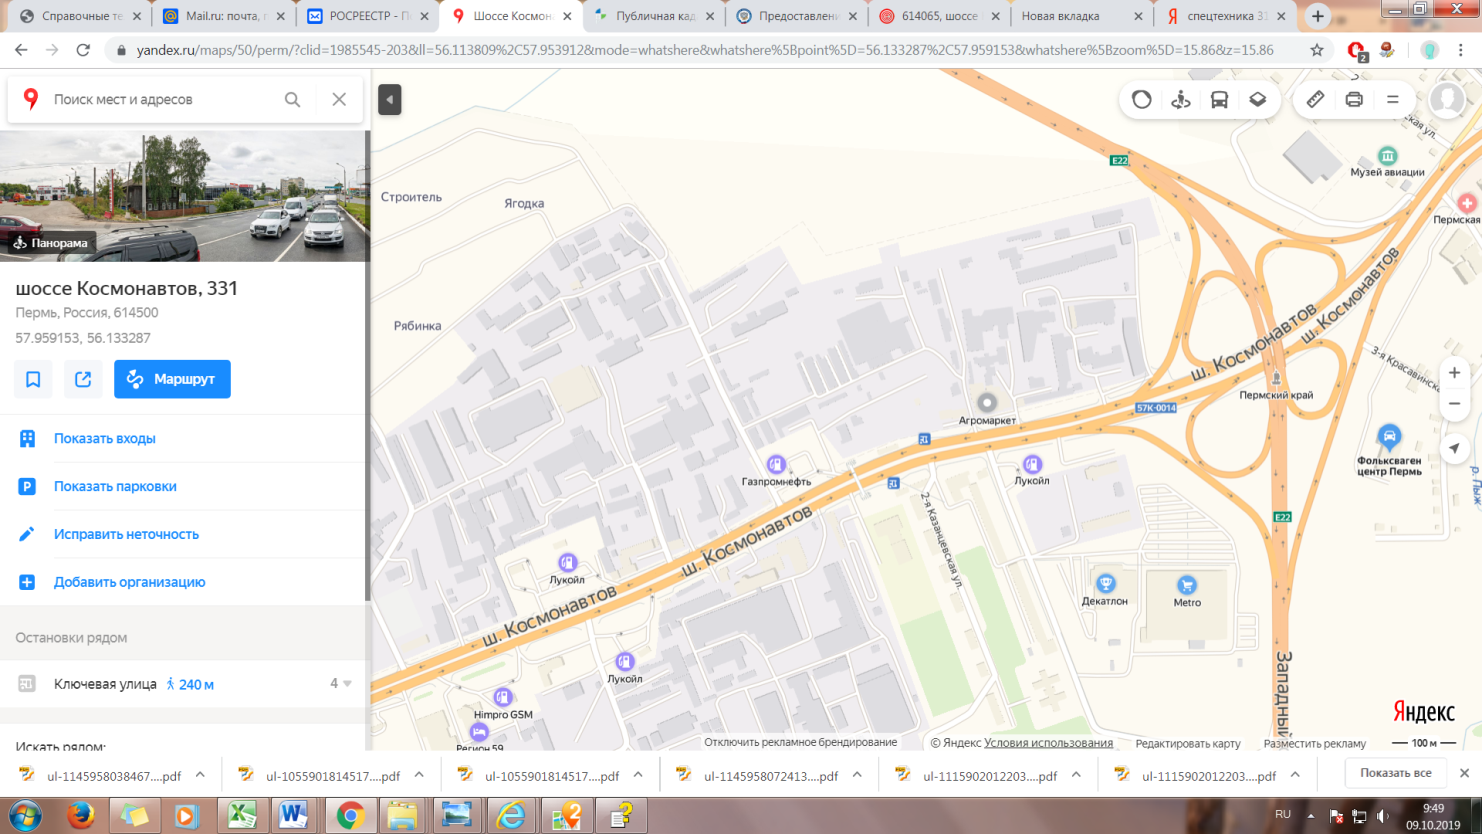 Справочные те
Mail.ru: почта, п
РОСРЕЕСТР - П
Шоссе Космон
Публичная кад
Предоставлени
614065, шоссе
Новая вкладка
спецтехника 31
yandex.ru/maps/50/perm/?clid=1985545-203&ll=56.113809%2C57.953912&mode=whatshere&whatshere%5Bpoint%5D=56.133287%2C57.959153&whatshere%5Bzoom%5D=15.86&z=15.86
2
Поиск мест и адресов
Панорама
шоссе Космонавтов, 331
Пермь, Россия, 614500
57.959153, 56.133287
Маршрут
Показать входы
Показать парковки
Исправить неточность
Добавить организацию
Остановки рядом
Ключевая улица 240 м 4
Искать рядом:
Строитель
Ягодка
Рябинка
E22
Музей авиации
Пермская
ш. Космонавтов
ш. Космонавтов
3-я Красавинска
Пермский край
57К-0014
Агромаркет
Фольксваген
центр Пермь
р. Пыж
Газпромнефть
Лукойл
2-я Казанцевская ул.
E22
ш. Космонавтов
Лукойл
Декатлон
Metro
ш. Космонавтов
Лукойл
Himpro GSM
Регион 59
Западный
Яндекс
Отключить рекламное брендирование
© Яндекс Условия использования
Редактировать карту
Разместить рекламу
100 м
ul-1145958038467....pdf
ul-1055901814517....pdf
ul-1055901814517....pdf
ul-1145958072413....pdf
ul-1115902012203....pdf
ul-1115902012203....pdf
Показать все
RU
9:49
09.10.2019